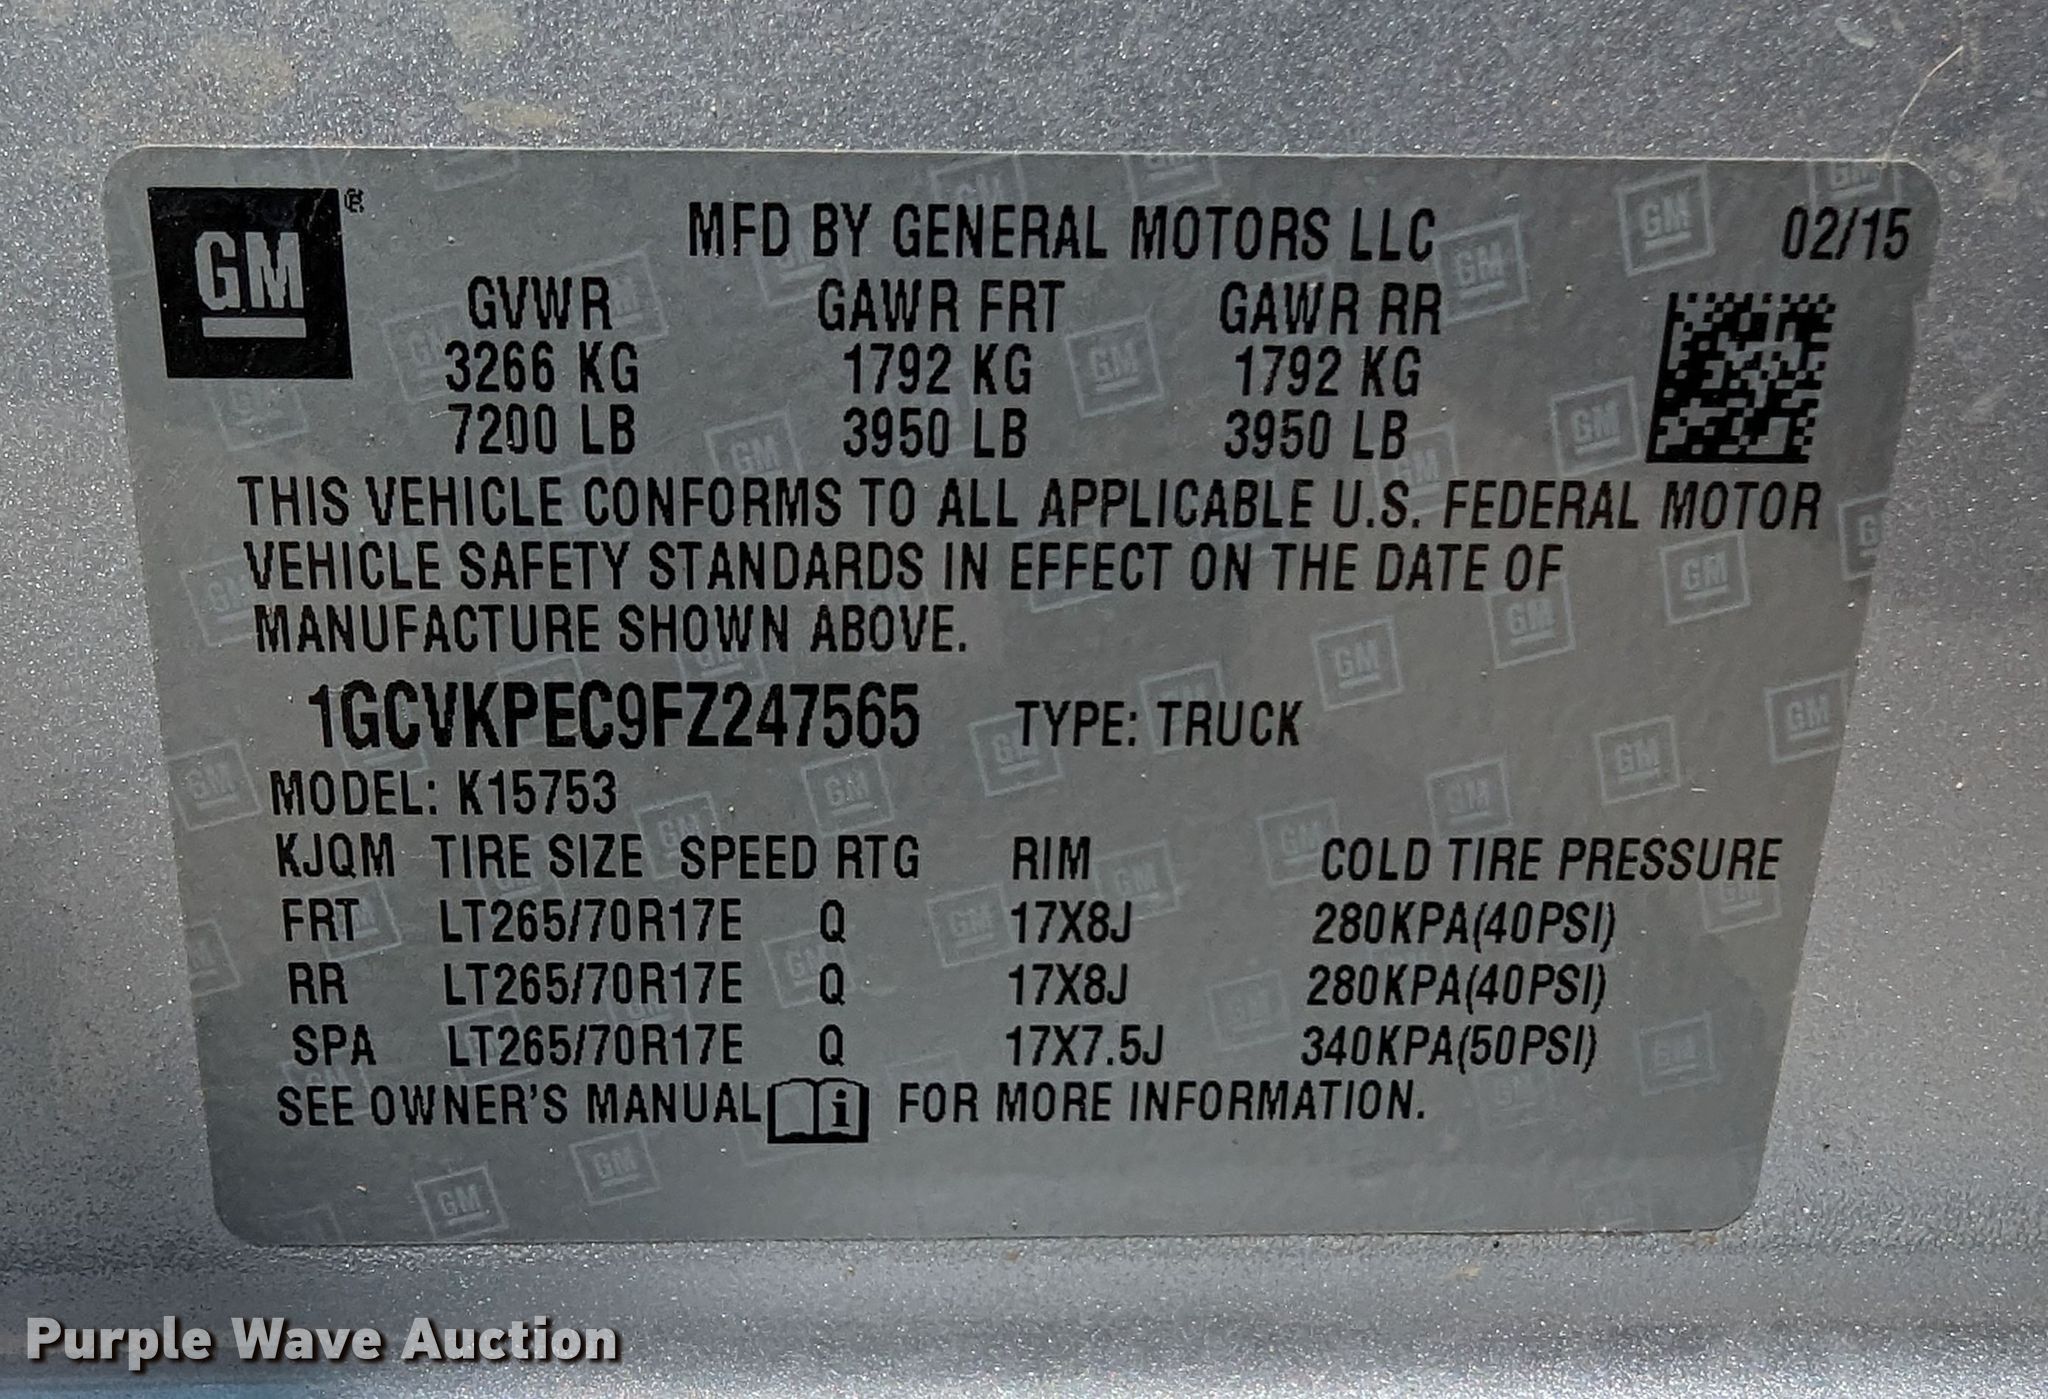 GM®
MFD BY GENERAL MOTORS LLC 02/15
GVWR GAWR FRT GAWR RR
3266 KG 1792 KG 1792 KG
7200 LB 3950 LB 3950 LB
THIS VEHICLE CONFORMS TO ALL APPLICABLE U.S. FEDERAL MOTOR
VEHICLE SAFETY STANDARDS IN EFFECT ON THE DATE OF
MANUFACTURE SHOWN ABOVE.
1GCVKPEC9FZ247565 TYPE: TRUCK
MODEL: K15753
KJQM TIRE SIZE SPEED RTG RIM COLD TIRE PRESSURE
FRT LT265/70R17E Q 17X8J 280KPA(40PSI)
RR LT265/70R17E Q 17X8J 280KPA(40PSI)
SPA LT265/70R17E Q 17X7.5J 340KPA(50PSI)
SEE OWNER'S MANUAL i FOR MORE INFORMATION.
Purple Wave Auction